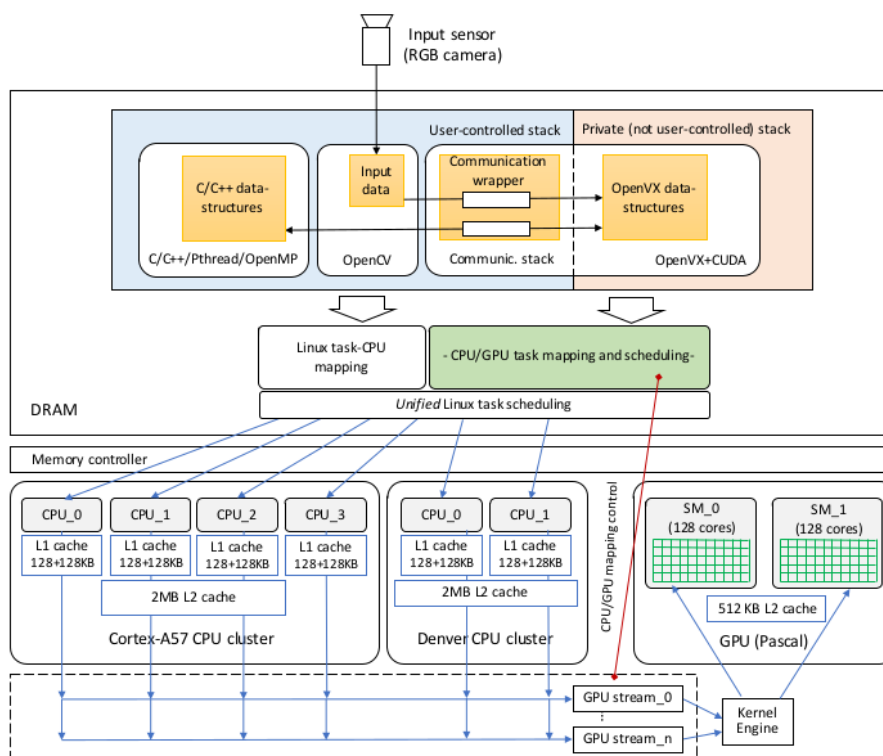 Input sensor
(RGB camera)
User-controlled stack
Private (not user-controlled) stack
C/C++ data-
structures
Input
data
Communication
wrapper
OpenVX data-
structures
C/C++/Pthread/OpenMP
OpenCV
Communic. stack
OpenVX+CUDA
Linux task-CPU
mapping
- CPU/GPU task mapping and scheduling-
Unified Linux task scheduling
DRAM
Memory controller
CPU_0
CPU_1
CPU_2
CPU_3
L1 cache
128+128KB
L1 cache
128+128KB
L1 cache
128+128KB
L1 cache
128+128KB
2MB L2 cache
Cortex-A57 CPU cluster
CPU_0
CPU_1
L1 cache
128+128KB
L1 cache
128+128KB
2MB L2 cache
Denver CPU cluster
CPU/GPU mapping control
SM_0
(128 cores)
SM_1
(128 cores)
512 KB L2 cache
GPU (Pascal)
GPU stream_0
...
GPU stream_n
Kernel
Engine